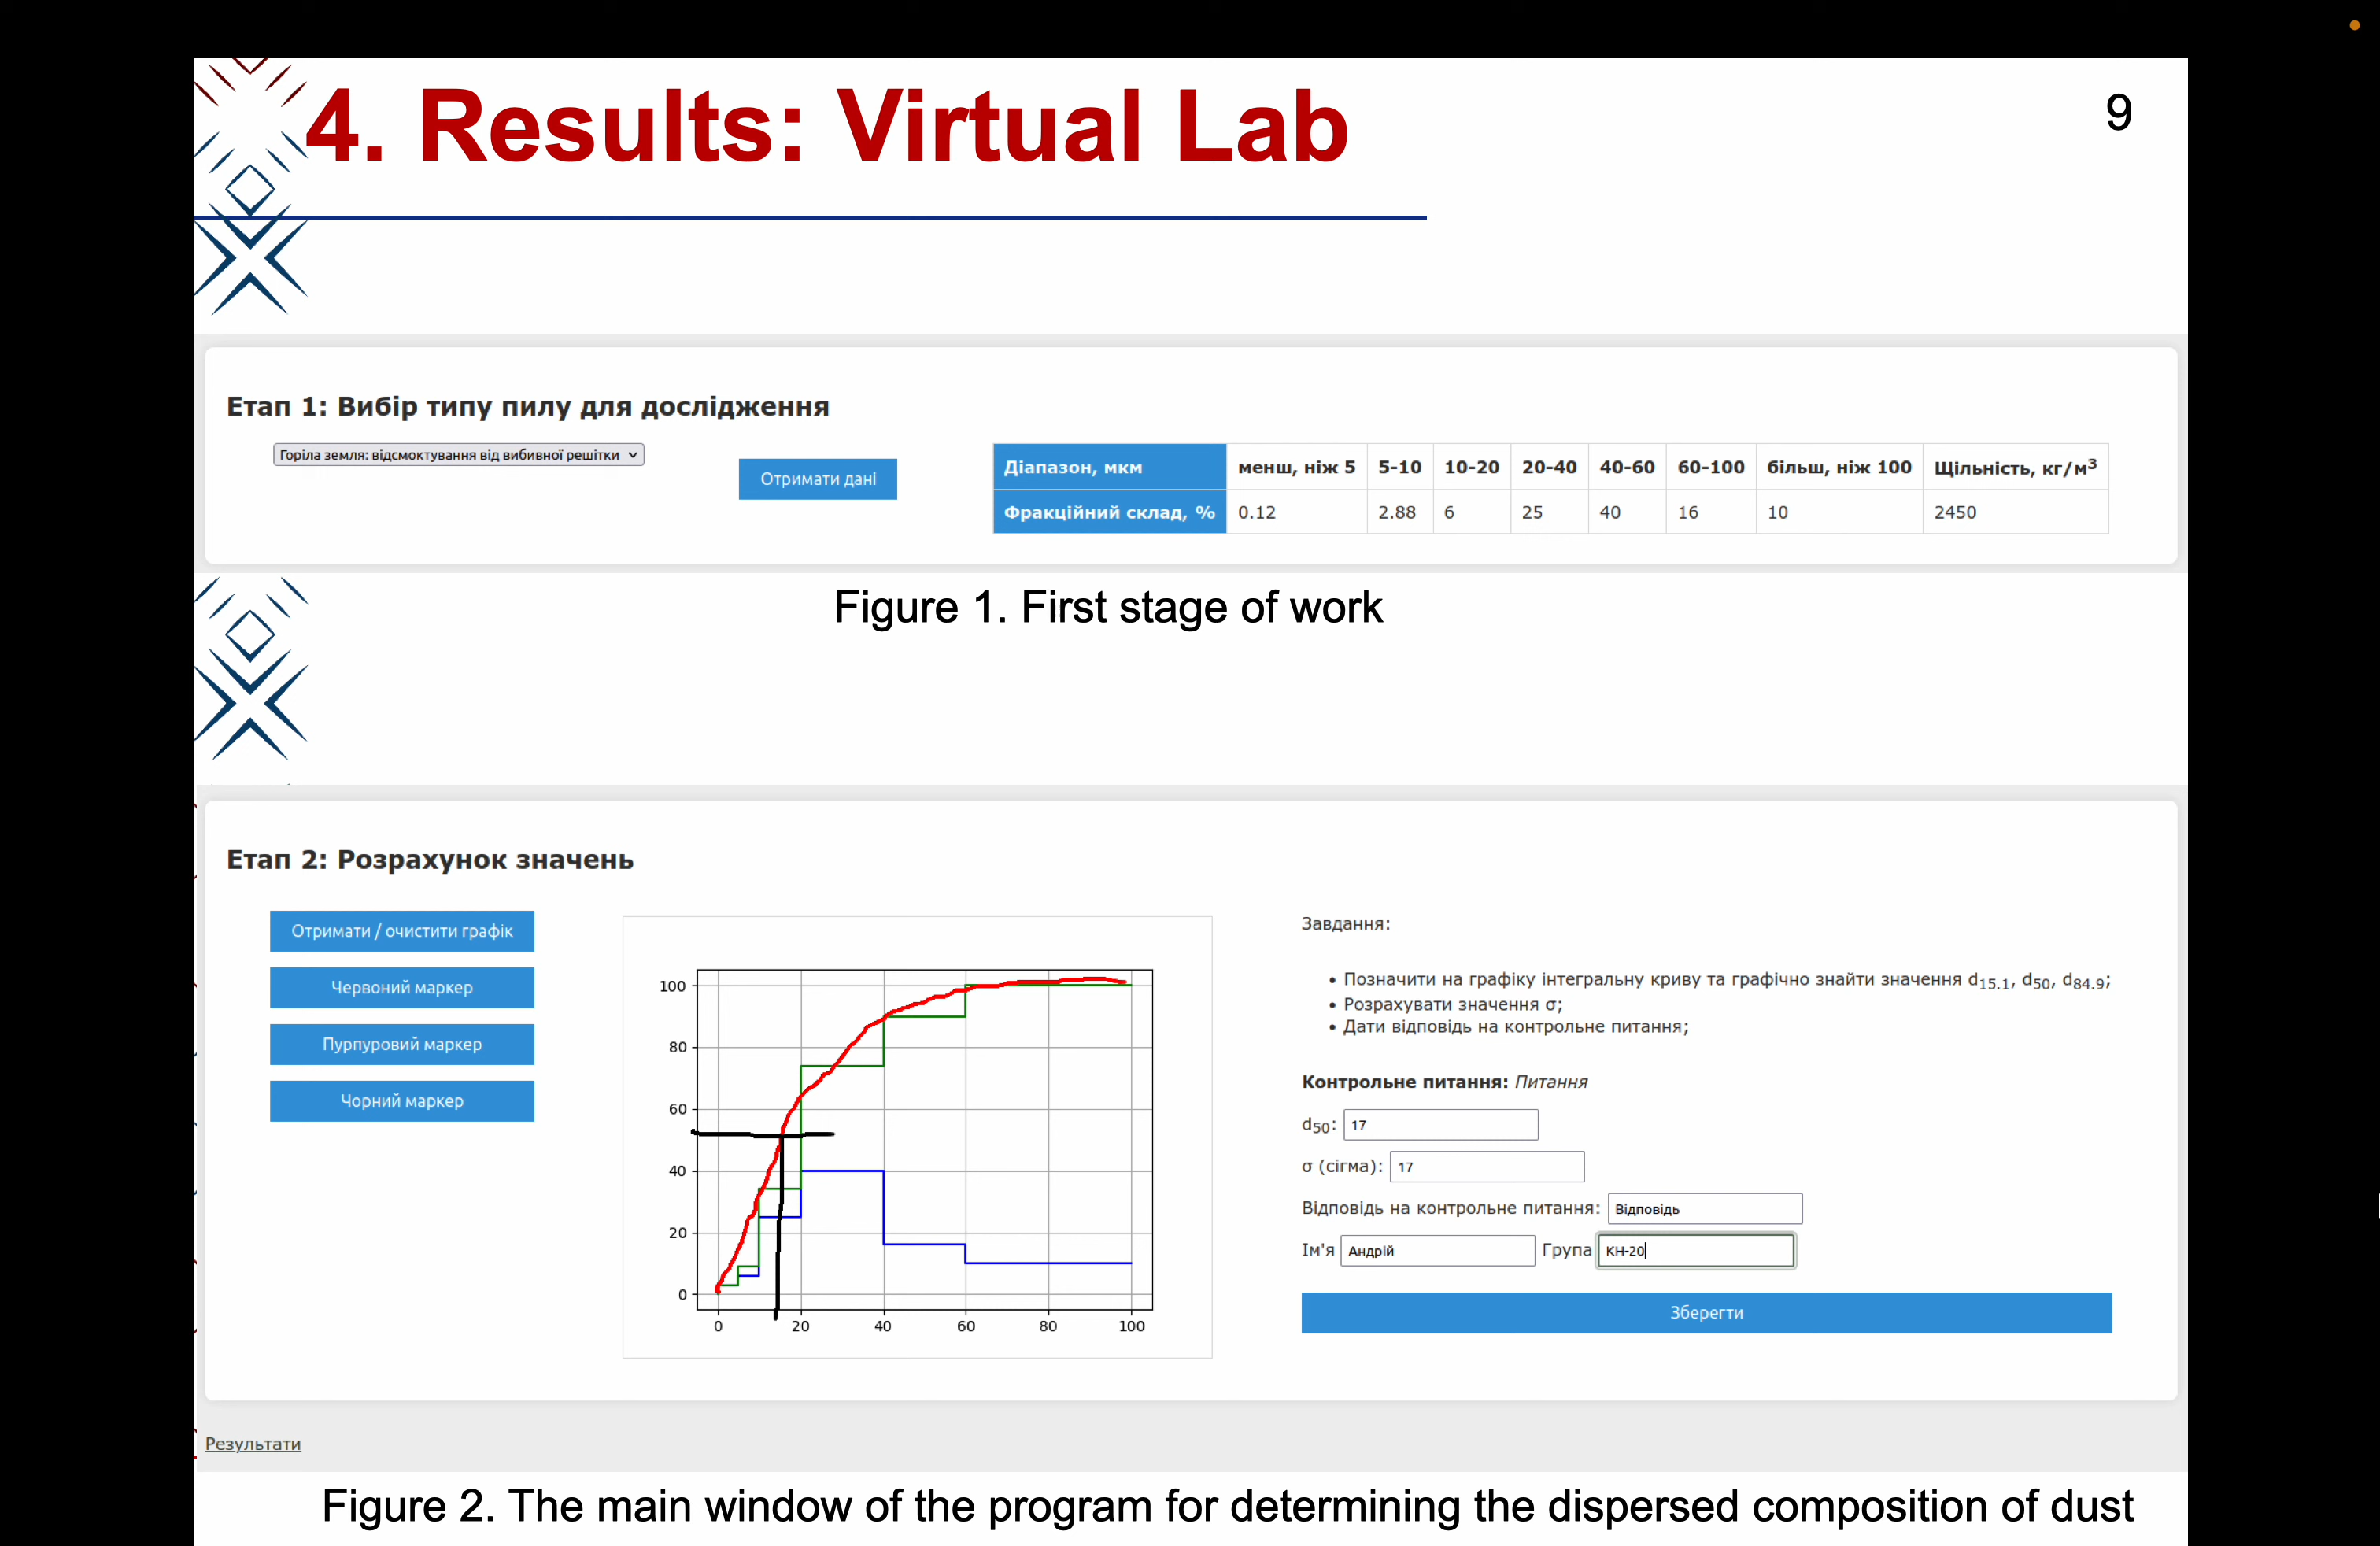 4. Results: Virtual Lab
9
Етап 1: Вибір типу пилу для дослідження
Горіла земля: відсмоктування від вибивної решітки
Отримати дані
Діапазон, мкм менш, ніж 5 5-10 10-20 20-40 40-60 60-100 більш, ніж 100 Щільність, кг/м³
Фракційний склад, % 0.12 2.88 6 25 40 16 10 2450
Figure 1. First stage of work
Етап 2: Розрахунок значень
Отримати / очистити графік
Червоний маркер
Пурпуровий маркер
Чорний маркер
100
80
60
40
20
0
0 20 40 60 80 100
Завдання:
• Позначити на графіку інтегральну криву та графічно знайти значення d15.1, d50, d84.9;
• Розрахувати значення σ;
• Дати відповідь на контрольне питання;
Контрольне питання: Питання
d50: 17
σ (сігма): 17
Відповідь на контрольне питання: Відповідь
Ім'я Андрій Група КН-20
Зберегти
Результати
Figure 2. The main window of the program for determining the dispersed composition of dust